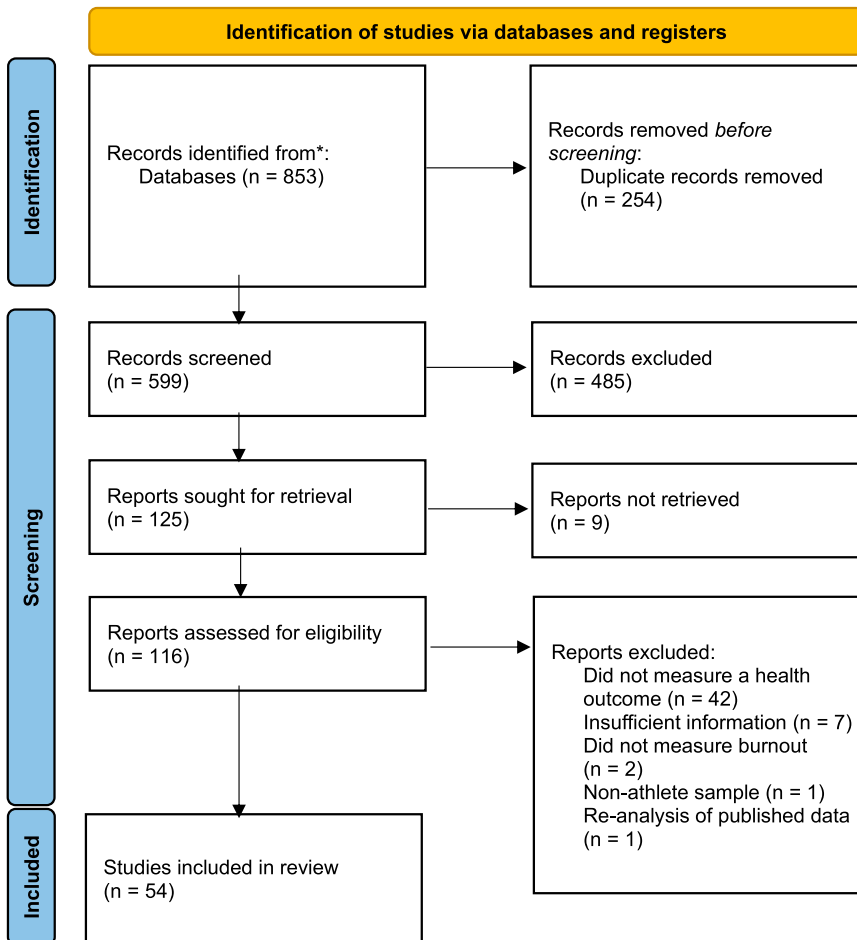 Identification of studies via databases and registers
Identification
Records identified from*:
Databases (n = 853)
Records removed before
screening:
Duplicate records removed
(n = 254)
Screening
Records screened
(n = 599)
Records excluded
(n = 485)
Reports sought for retrieval
(n = 125)
Reports not retrieved
(n = 9)
Reports assessed for eligibility
(n = 116)
Reports excluded:
Did not measure a health
outcome (n = 42)
Insufficient information (n = 7)
Did not measure burnout
(n = 2)
Non-athlete sample (n = 1)
Re-analysis of published data
(n = 1)
Included
Studies included in review
(n = 54)